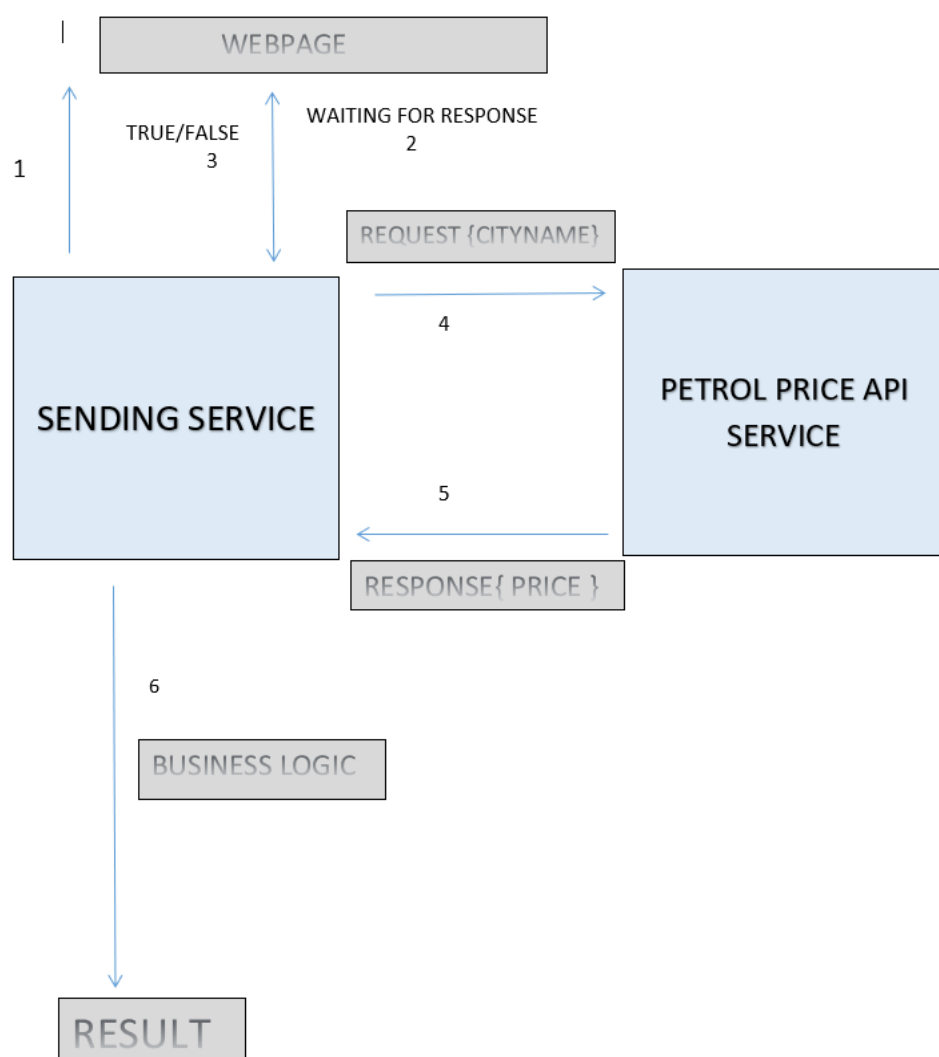 WEBPAGE
WAITING FOR RESPONSE
2
TRUE/FALSE
3
1
REQUEST {CITYNAME}
4
SENDING SERVICE
PETROL PRICE API
SERVICE
5
RESPONSE{ PRICE }
6
BUSINESS LOGIC
RESULT